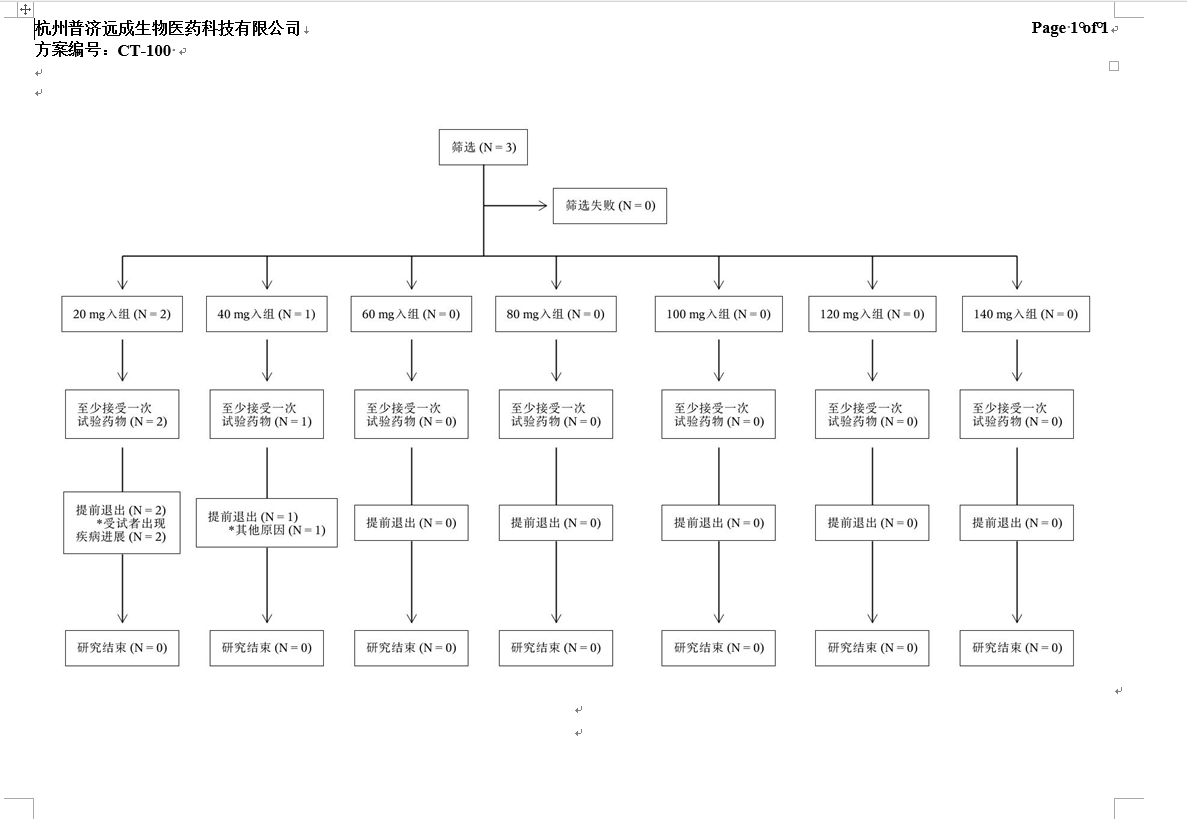 杭州普济远成生物医药科技有限公司
Page 1 of 1
方案编号：CT-100
筛选 (N = 3)
筛选失败 (N = 0)
20 mg入组 (N = 2)
40 mg入组 (N = 1)
60 mg入组 (N = 0)
80 mg入组 (N = 0)
100 mg入组 (N = 0)
120 mg入组 (N = 0)
140 mg入组 (N = 0)
至少接受一次
试验药物 (N = 2)
至少接受一次
试验药物 (N = 1)
至少接受一次
试验药物 (N = 0)
至少接受一次
试验药物 (N = 0)
至少接受一次
试验药物 (N = 0)
至少接受一次
试验药物 (N = 0)
至少接受一次
试验药物 (N = 0)
提前退出 (N = 2)
*受试者出现
疾病进展 (N = 2)
提前退出 (N = 1)
*其他原因 (N = 1)
提前退出 (N = 0)
提前退出 (N = 0)
提前退出 (N = 0)
提前退出 (N = 0)
提前退出 (N = 0)
研究结束 (N = 0)
研究结束 (N = 0)
研究结束 (N = 0)
研究结束 (N = 0)
研究结束 (N = 0)
研究结束 (N = 0)
研究结束 (N = 0)